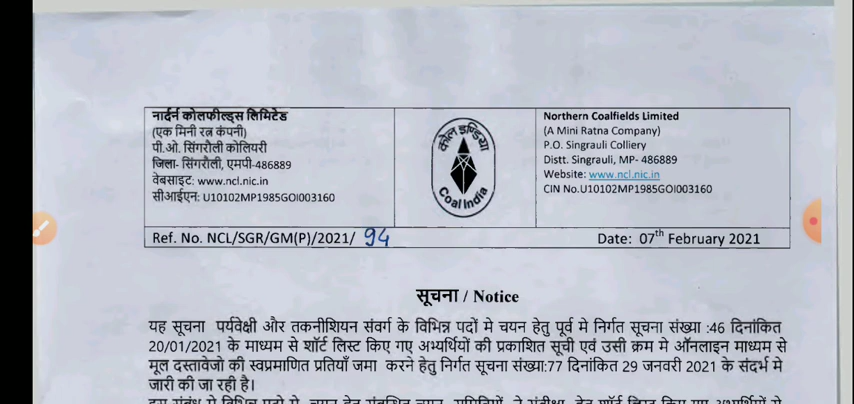 नार्दर्न कोलफील्ड्स लिमिटेड
(एक मिनी रत्न कंपनी)
पी.ओ. सिंगरौली कोलियरी
जिला- सिंगरौली, एमपी-486889
वेबसाइट: www.ncl.nic.in
सीआईएन: U10102MP1985GOI003160
कोल इण्डिया
Coal India
Northern Coalfields Limited
(A Mini Ratna Company)
P.O. Singrauli Colliery
Distt. Singrauli, MP- 486889
Website: www.ncl.nic.in
CIN No.U10102MP1985GOI003160
Ref. No. NCL/SGR/GM(P)/2021/ 94
Date: 07th February 2021
सूचना / Notice
यह सूचना पर्यवेक्षी और तकनीशियन संवर्ग के विभिन्न पदों मे चयन हेतु पूर्व मे निर्गत सूचना संख्या :46 दिनांकित
20/01/2021 के माध्यम से शॉर्ट लिस्ट किए गए अभ्यर्थियों की प्रकाशित सूची एवं उसी क्रम मे ऑनलाइन माध्यम से
मूल दस्तावेजो की स्वप्रमाणित प्रतियाँ जमा करने हेतु निर्गत सूचना संख्या:77 दिनांकित 29 जनवरी 2021 के संदर्भ मे
जारी की जा रही है।